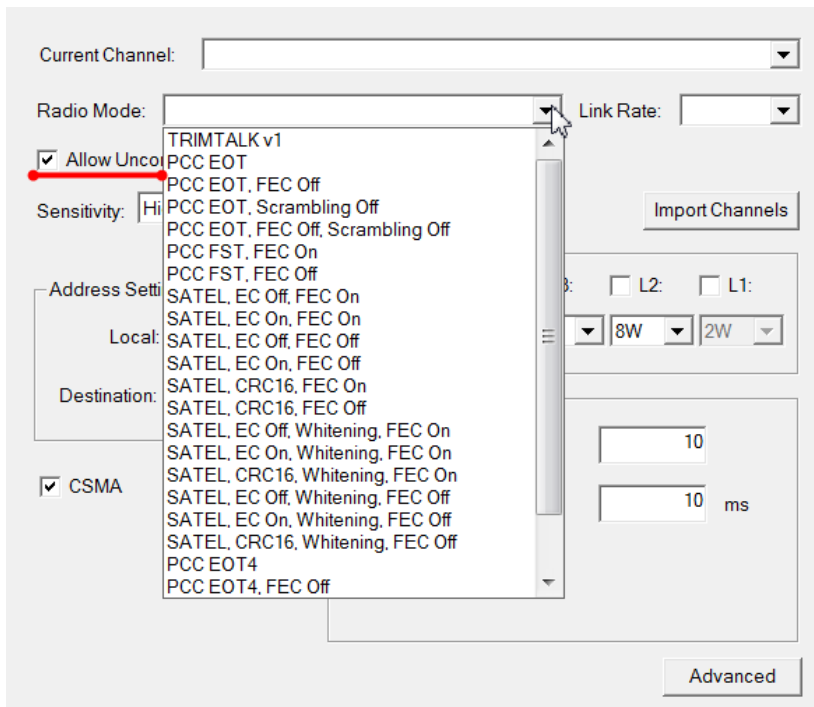 Current Channel:
Radio Mode:
Link Rate:
TRIMTALK v1
Allow
PCC EOT
PCC EOT, FEC Off
Sensitivity:
PCC EOT, Scrambling Off
Import Channels
PCC EOT, FEC Off, Scrambling Off
PCC FST, FEC On
PCC FST, FEC Off
Address
L2:
L1:
SATEL, EC Off, FEC On
SATEL, EC On, FEC On
Local:
8W
2W
SATEL, EC Off, FEC Off
SATEL, EC On, FEC Off
SATEL, CRC16, FEC On
Destination:
SATEL, CRC16, FEC Off
SATEL, EC Off, Whitening, FEC On
10
SATEL, EC On, Whitening, FEC On
SATEL, CRC16, Whitening, FEC On
CSMA
SATEL, EC Off, Whitening, FEC Off
10 ms
SATEL, EC On, Whitening, FEC Off
SATEL, CRC16, Whitening, FEC Off
PCC EOT4
PCC EOT4, FEC Off
Advanced